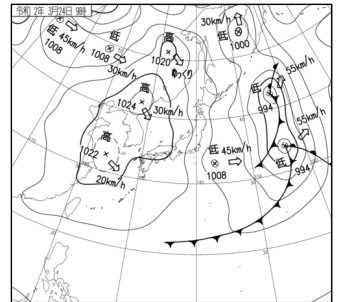 令和 2年 3月24日 9時
低
45km/h
1008
低
1008
30km/h
高
1020
ゆっくり
30km/h
低
1000
高
1024
30km/h
高
1022
20km/h
低
45km/h
1008
低
994
55km/h
低
994
55km/h